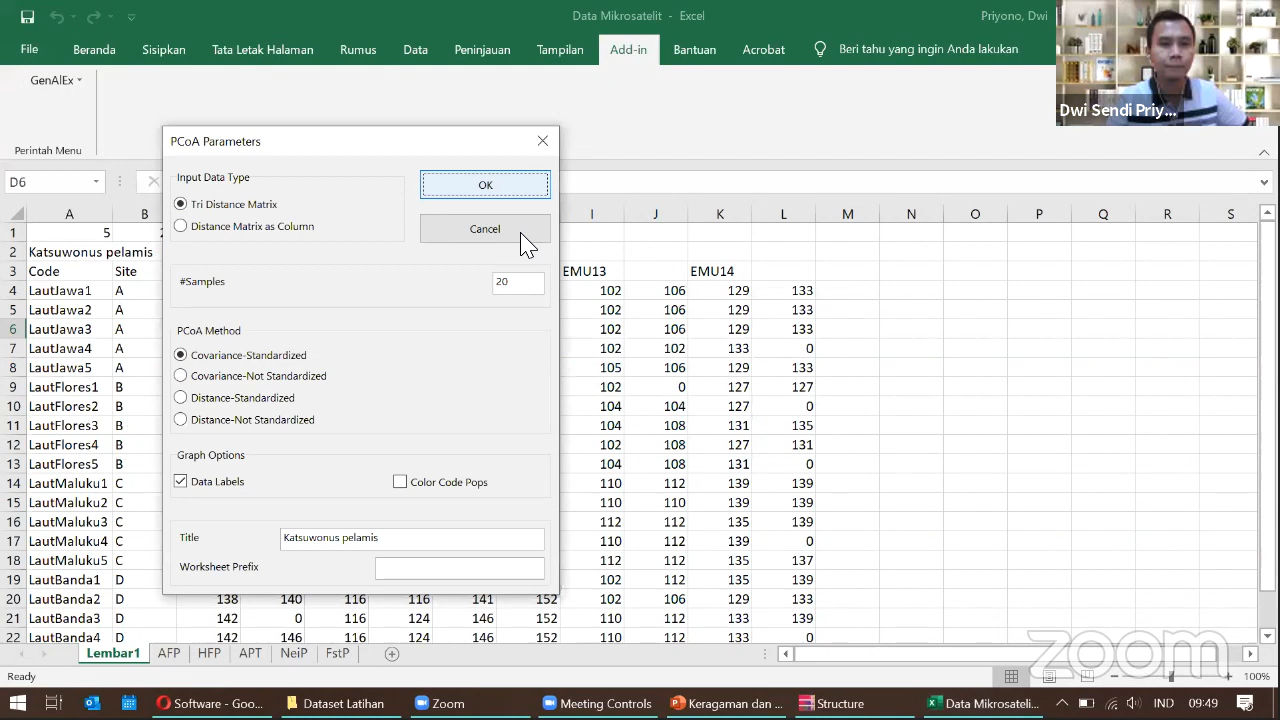 Data Mikrosatelit - Excel
Priyono, Dwi
File Beranda Sisipkan Tata Letak Halaman Rumus Data Peninjauan Tampilan Add-in Bantuan Acrobat Beri tahu yang ingin Anda lakukan
GenAlEx
Dwi Sendi Priy...
Perintah Menu
PCoA Parameters
Input Data Type
Tri Distance Matrix
Distance Matrix as Column
OK
Cancel
#Samples 20
PCoA Method
Covariance-Standardized
Covariance-Not Standardized
Distance-Standardized
Distance-Not Standardized
Graph Options
Data Labels Color Code Pops
Title Katsuwonus pelamis
Worksheet Prefix
D6
A B I J K L M N O P Q R S
1 5
2 Katsuwonus pelamis
3 Code Site EMU13 EMU14
4 LautJawa1 A 102 106 129 133
5 LautJawa2 A 102 106 129 133
6 LautJawa3 A 102 106 129 133
7 LautJawa4 A 102 102 133 0
8 LautJawa5 A 105 106 129 133
9 LautFlores1 B 102 0 127 127
10 LautFlores2 B 104 104 127 0
11 LautFlores3 B 104 108 131 135
12 LautFlores4 B 102 108 127 131
13 LautFlores5 B 104 108 131 0
14 LautMaluku1 C 110 112 139 139
15 LautMaluku2 C 110 110 139 139
16 LautMaluku3 C 112 112 135 139
17 LautMaluku4 C 110 112 139 0
18 LautMaluku5 C 112 112 135 137
19 LautBanda1 D 102 112 135 139
20 LautBanda2 D 138 140 116 116 141 152 102 106 129 133
21 LautBanda3 D 142 0 116 124 146 152 110 112 133 139
22 LautBanda4 D 142 146 116 112 146 152 110 112 133 0
Lembar1 AFP HFP APT NeiP FstP
zoom
Ready
100%
Software - Goo... Dataset Latihan Zoom Meeting Controls Keragaman dan ... Structure Data Mikrosateli... IND 09:49